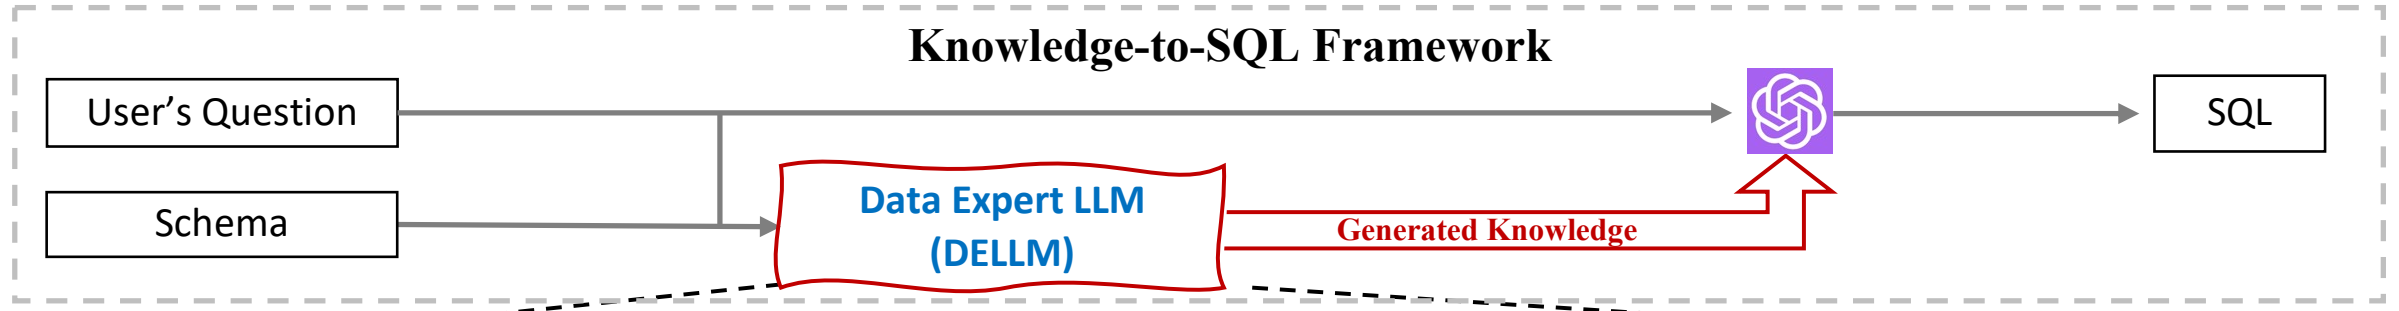 Knowledge-to-SQL Framework
User’s Question
SQL
Schema
Data Expert LLM
(DELLM)
Generated Knowledge